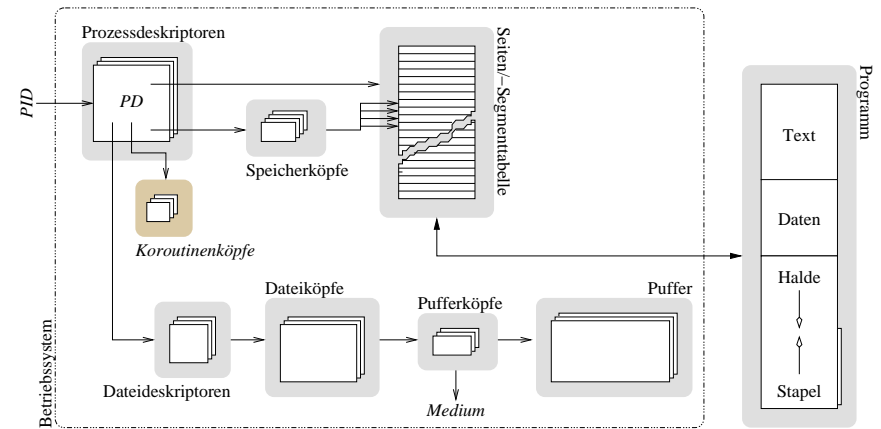 Prozessdeskriptoren
PID
PD
Seiten/-Segmenttabelle
Speicherköpfe
Koroutinenköpfe
Programm
Text
Daten
Halde
Stapel
Dateiköpfe
Pufferköpfe
Puffer
Dateideskriptoren
Medium
Betriebssystem